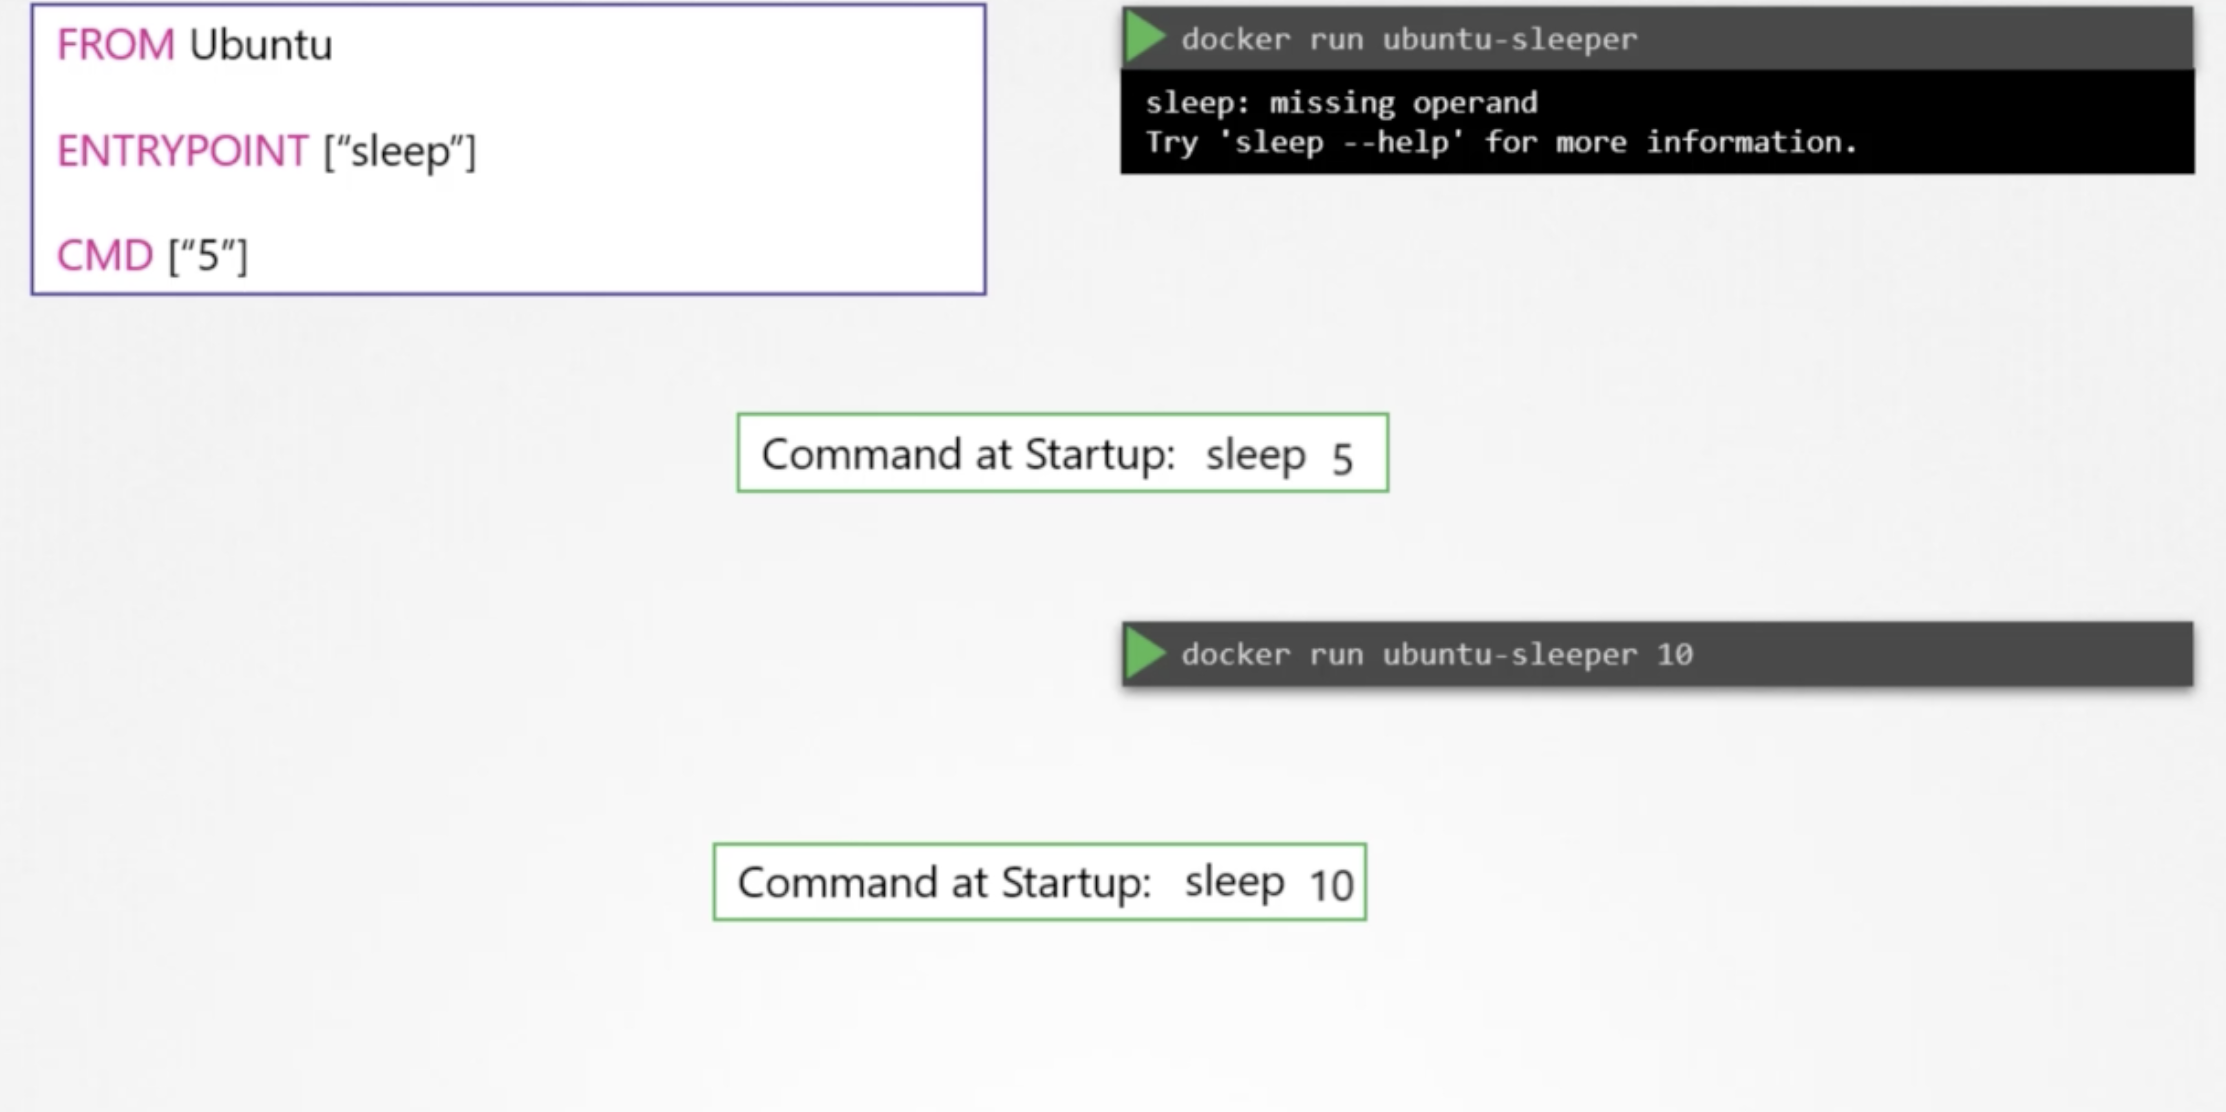 FROM Ubuntu
ENTRYPOINT [“sleep”]
CMD [“5”]
docker run ubuntu-sleeper
sleep: missing operand
Try 'sleep --help' for more information.
Command at Startup: sleep 5
docker run ubuntu-sleeper 10
Command at Startup: sleep 10